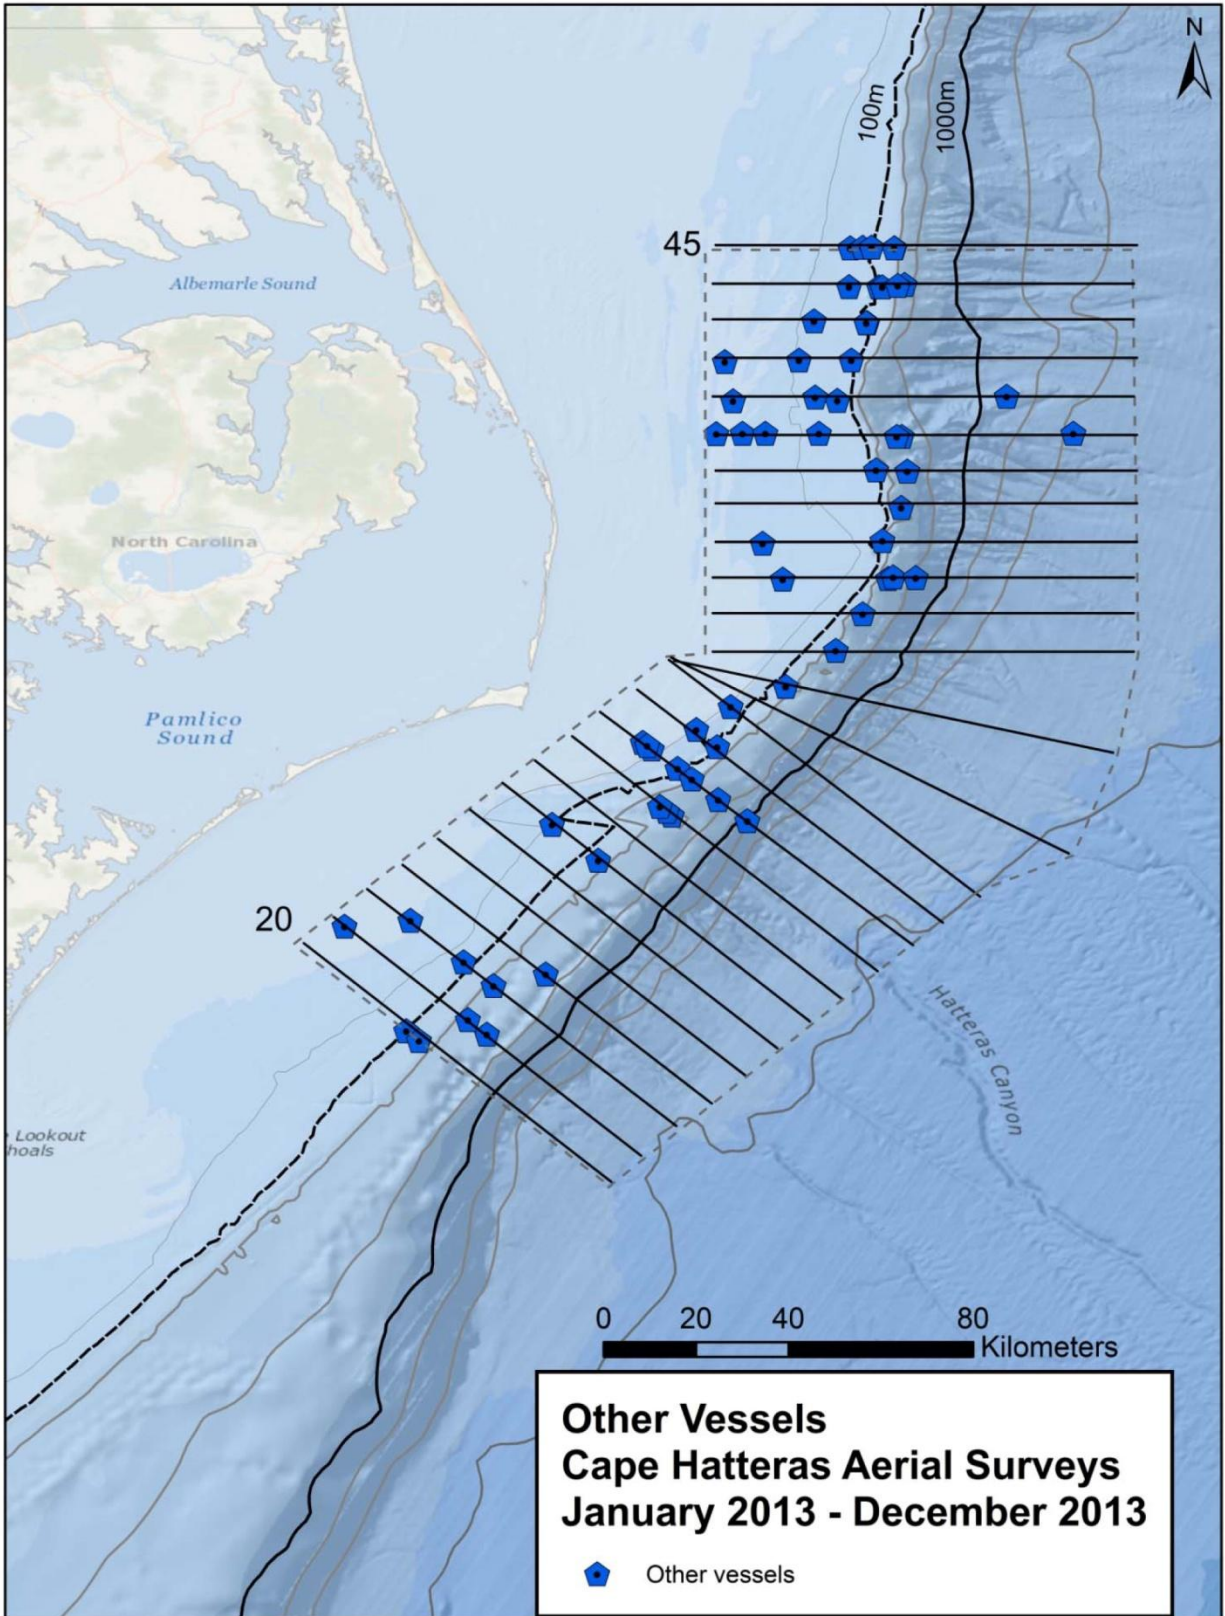 N
100m
1000m
45
Albemarle Sound
North Carolina
Pamlico
Sound
20
Hatteras Canyon
Lookout
hoals
0 20 40 80
Kilometers
Other Vessels
Cape Hatteras Aerial Surveys
January 2013 - December 2013
Other vessels